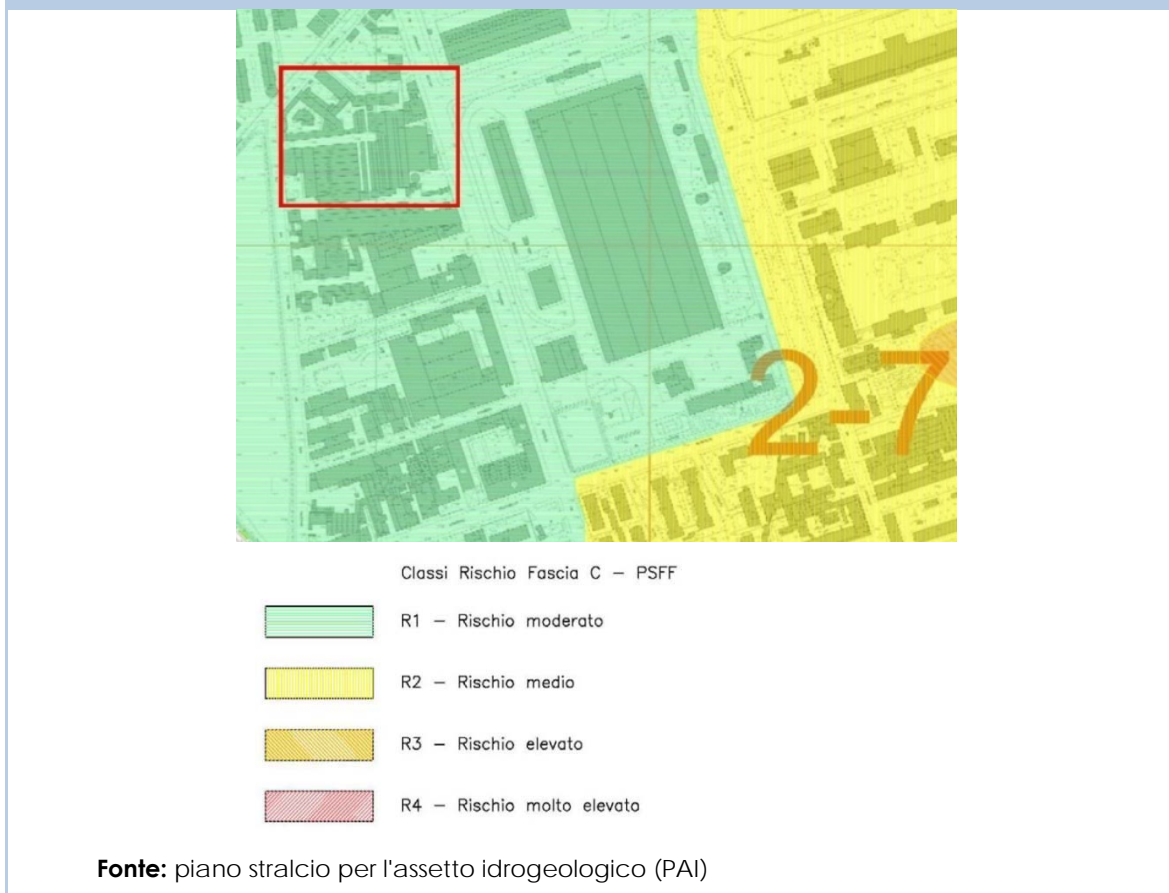 2-7
Classi Rischio Fascia C – PSFF
R1 – Rischio moderato
R2 – Rischio medio
R3 – Rischio elevato
R4 – Rischio molto elevato
Fonte: piano stralcio per l'assetto idrogeologico (PAI)